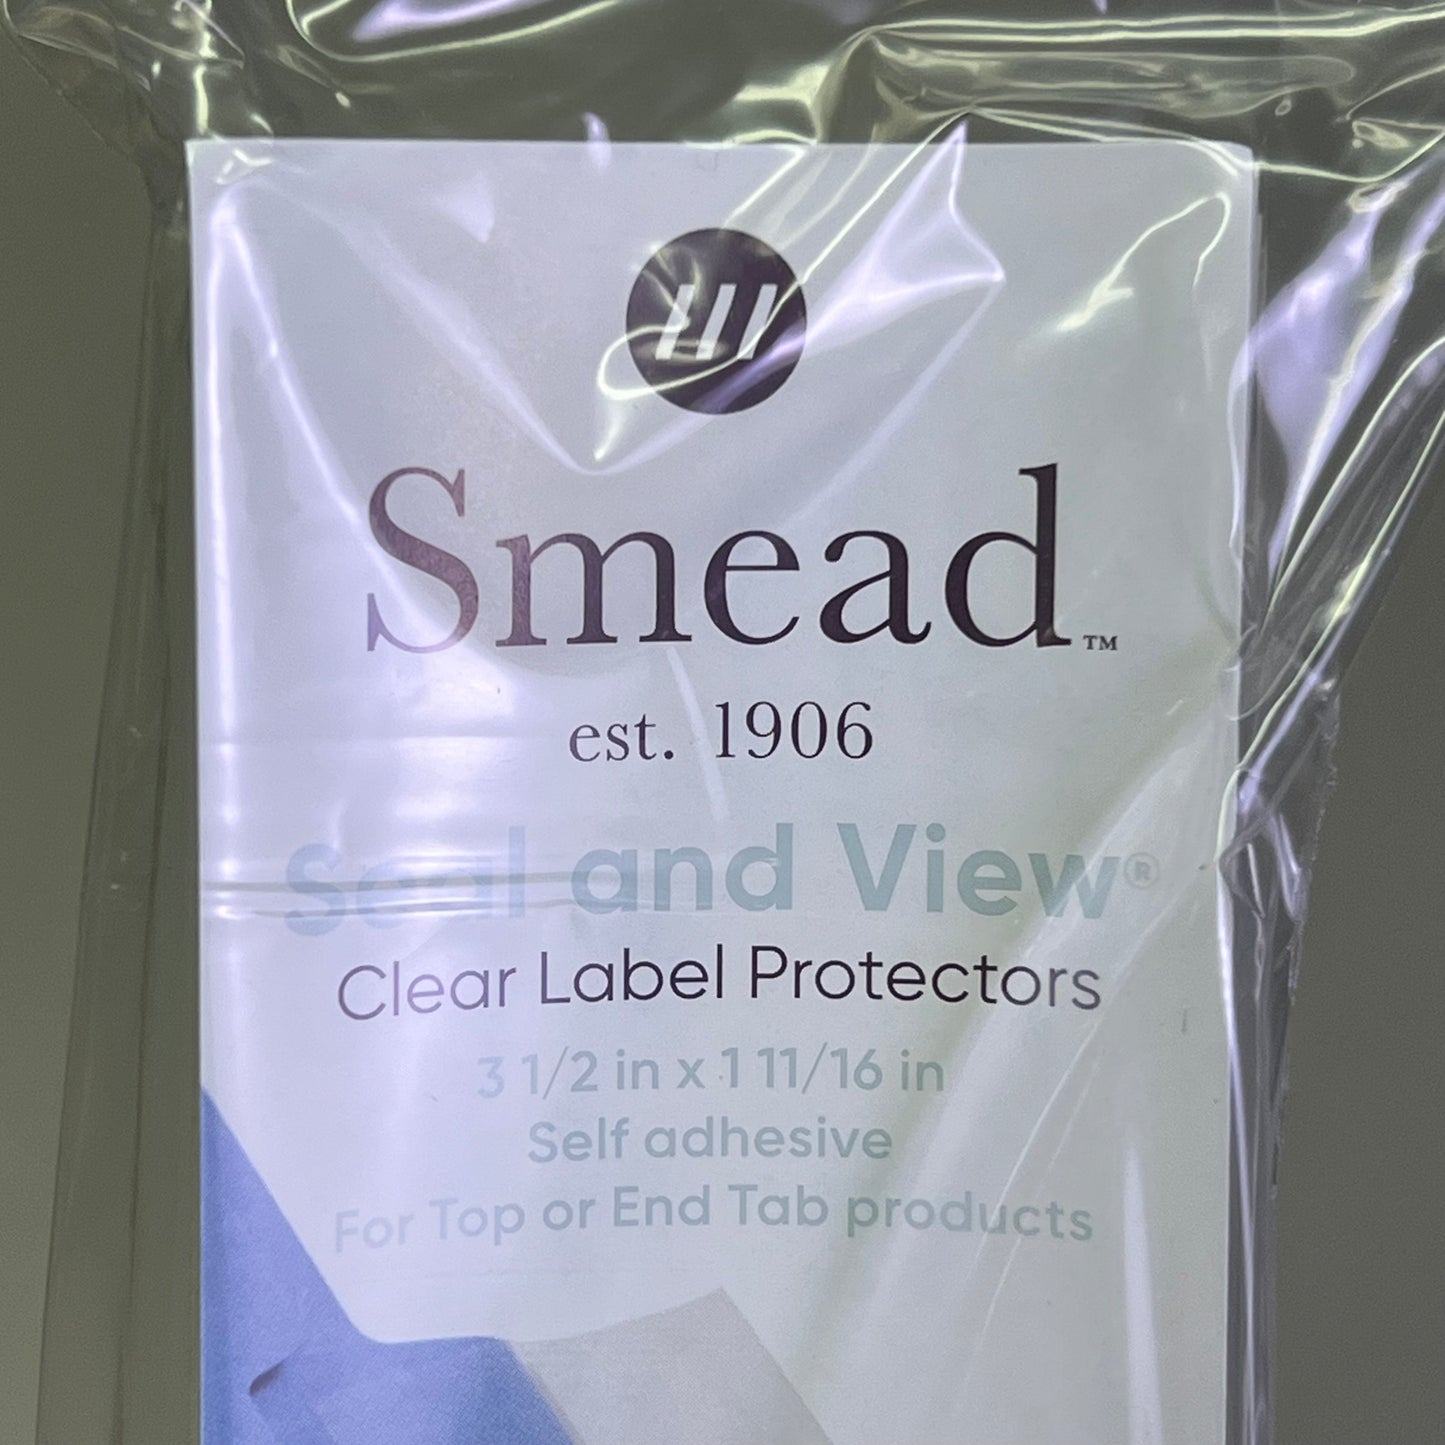 Smead™
est. 1906
Seal and View®
Clear Label Protectors
3 1/2 in x 1 11/16 in
Self adhesive
For Top or End Tab products